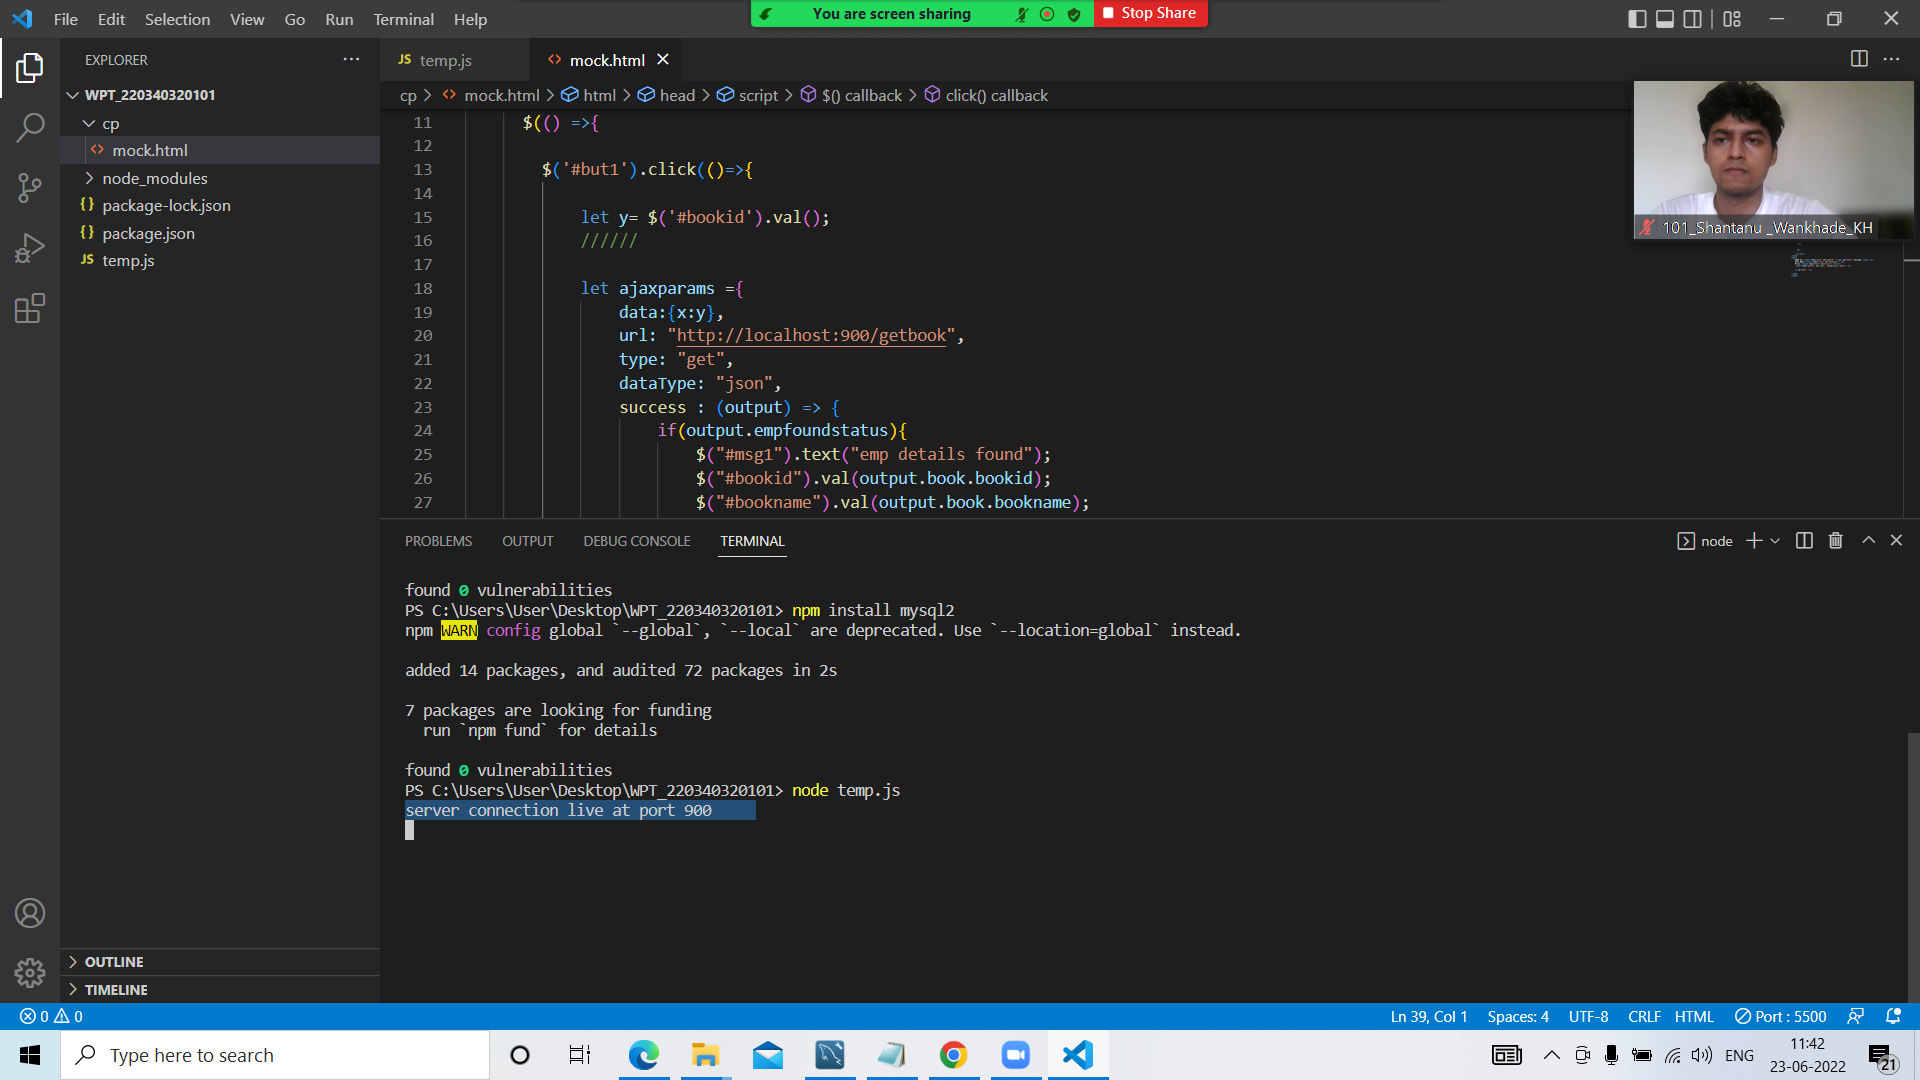 File Edit Selection View Go Run Terminal Help
You are screen sharing
Stop Share
EXPLORER
JS temp.js
mock.html
WPT_220340320101
cp > mock.html > html > head > script > $() callback > click() callback
cp
mock.html
node_modules
{} package-lock.json
{} package.json
JS temp.js
11 $(() =>{
12
13 $('#but1').click(()=>{
14
15 let y= $('#bookid').val();
16 //////
17
18 let ajaxparams ={
19 data:{x:y},
20 url: "http://localhost:900/getbook",
21 type: "get",
22 dataType: "json",
23 success : (output) => {
24 if(output.empfoundstatus){
25 $("#msg1").text("emp details found");
26 $("#bookid").val(output.book.bookid);
27 $("#bookname").val(output.book.bookname);
101_Shantanu _Wankhade_KH
PROBLEMS OUTPUT DEBUG CONSOLE TERMINAL
node
found 0 vulnerabilities
PS C:\Users\User\Desktop\WPT_220340320101> npm install mysql2
npm WARN config global `--global`, `--local` are deprecated. Use `--location=global` instead.
added 14 packages, and audited 72 packages in 2s
7 packages are looking for funding
run `npm fund` for details
found 0 vulnerabilities
PS C:\Users\User\Desktop\WPT_220340320101> node temp.js
server connection live at port 900
OUTLINE
TIMELINE
0 0
Ln 39, Col 1 Spaces: 4 UTF-8 CRLF HTML Port : 5500
Type here to search
ENG
11:42
23-06-2022
21